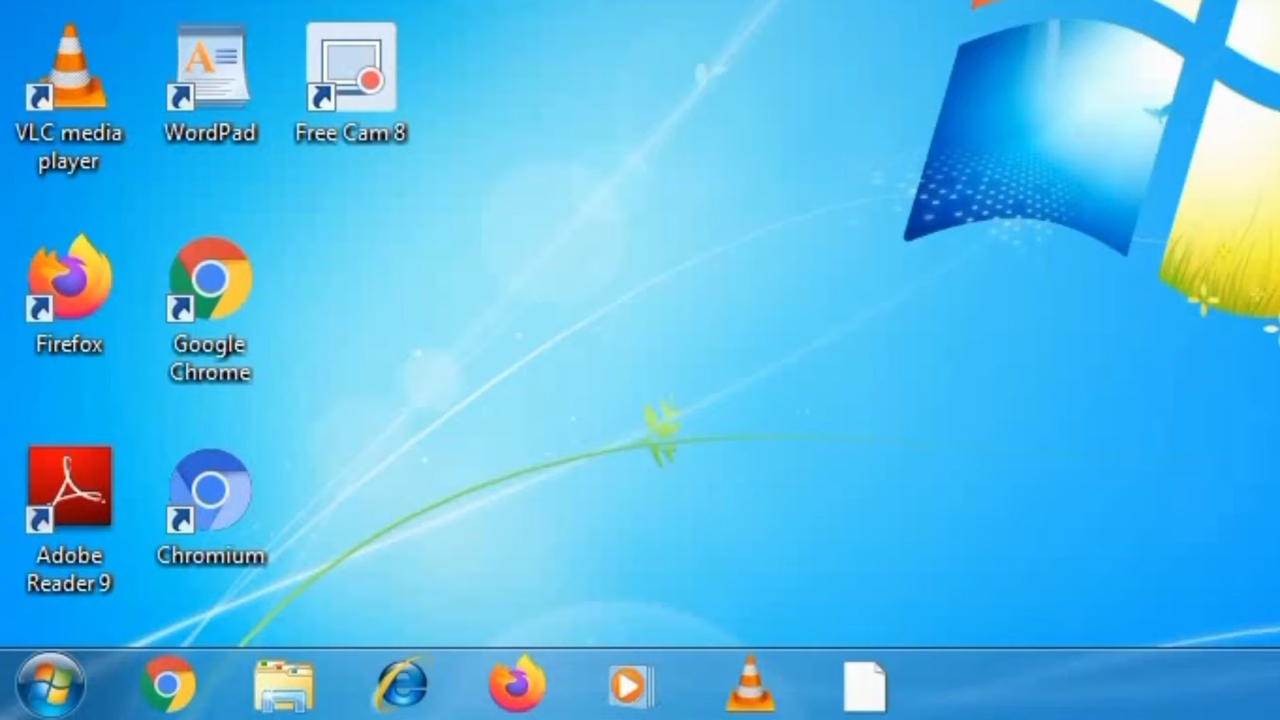 VLC media
player
WordPad
Free Cam 8
Firefox
Google
Chrome
Adobe
Reader 9
Chromium